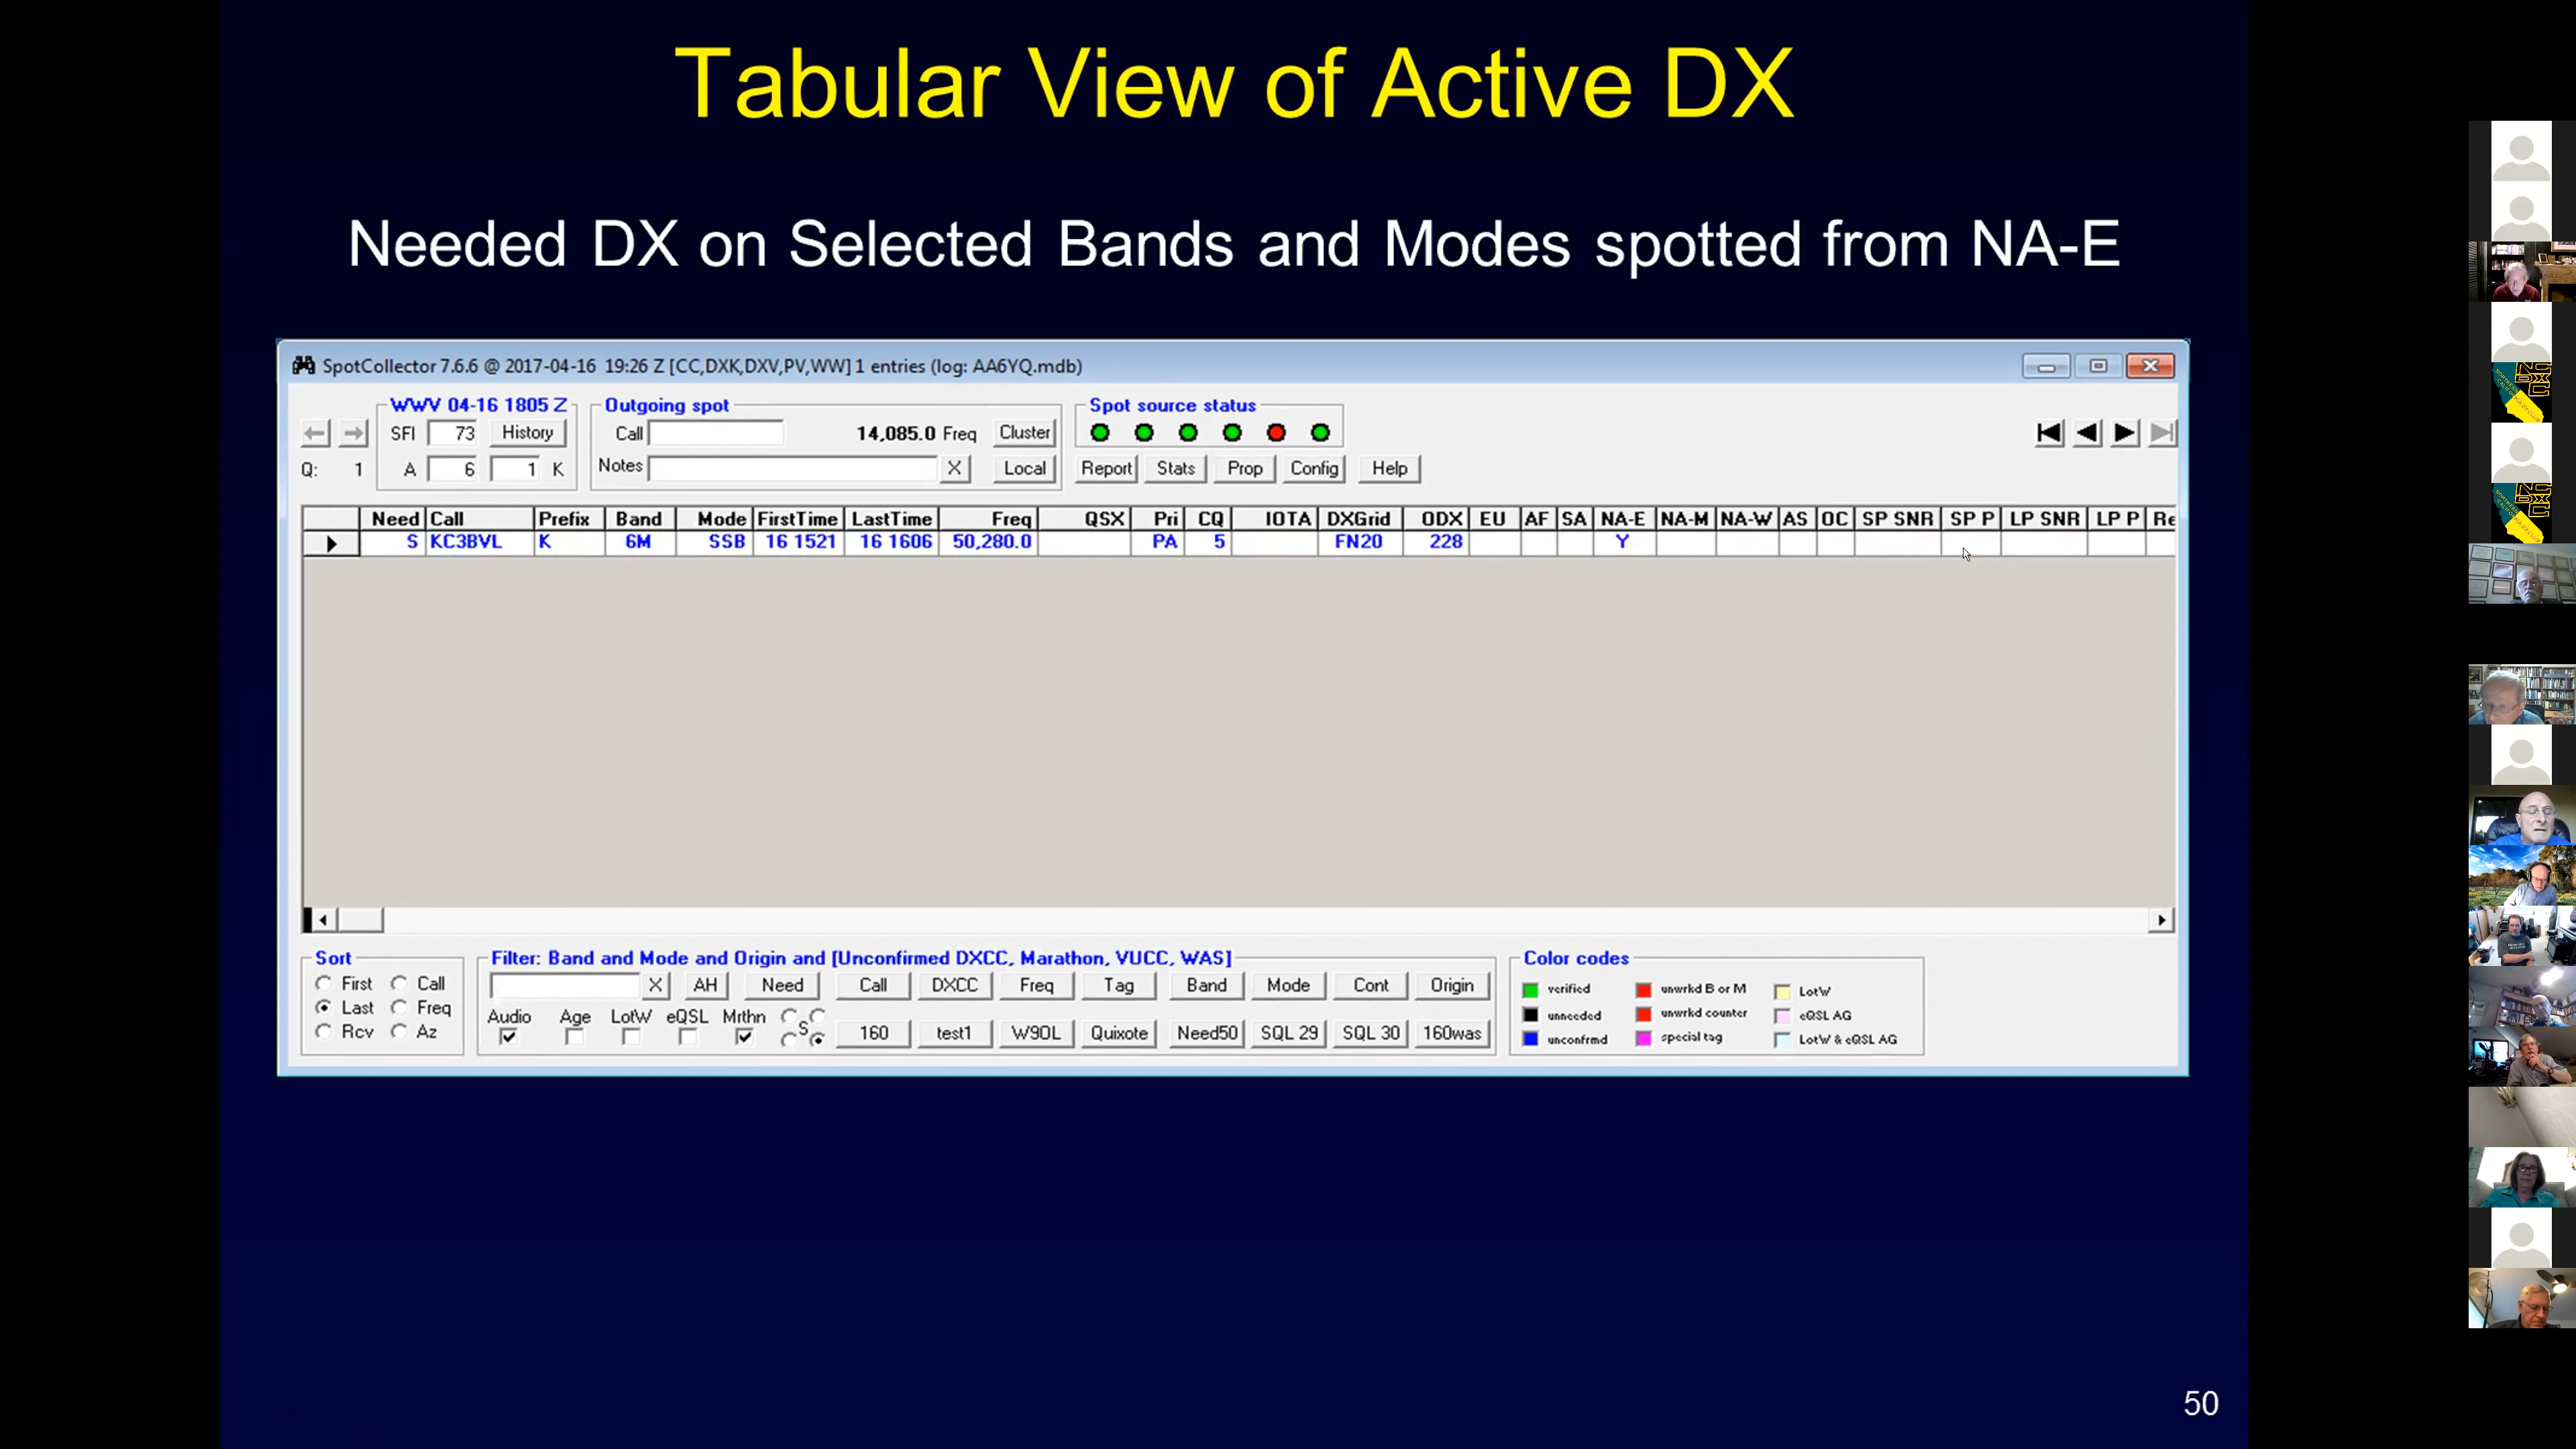 Tabular View of Active DX
Needed DX on Selected Bands and Modes spotted from NA-E
SpotCollector 7.6.6 @ 2017-04-16 19:26 Z [CC,DXK,DXV,PV,WW] 1 entries (log: AA6YQ.mdb)
WWV 04-16 1805 Z
SFI 73 History
Q: 1 A 6 1 K
Outgoing spot
Call 14,085.0 Freq Cluster
Notes X Local
Spot source status
Report Stats Prop Config Help
Need Call Prefix Band Mode FirstTime LastTime Freq QSX Pri CQ IOTA DXGrid ODX EU AF SA NA-E NA-M NA-W AS OC SP SNR SP P LP SNR LP P Re
S KC3BVL K 6M SSB 16 1521 16 1606 50,280.0 PA 5 FN20 228 Y
Sort
First Call
Last Freq
Rcv Az
Filter: Band and Mode and Origin and [Unconfirmed DXCC, Marathon, VUCC, WAS]
X AH Need Call DXCC Freq Tag Band Mode Cont Origin
Audio Age LotW eQSL Mrthn S 160 test1 W9OL Quixote Need50 SQL 29 SQL 30 160was
Color codes
verified unwrkd B or M LotW
unneeded unwrkd counter eQSL AG
unconfrmd special tag LotW & eQSL AG
50